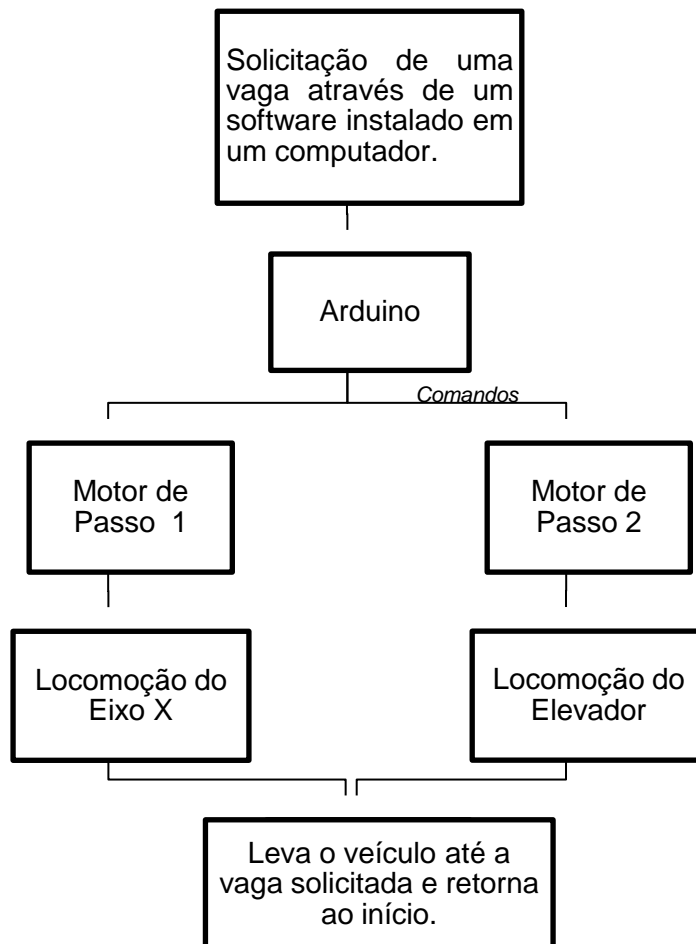 Solicitação de uma
vaga através de um
software instalado em
um computador.
Arduino
Comandos
Motor de
Passo 1
Motor de
Passo 2
Locomoção do
Eixo X
Locomoção do
Elevador
Leva o veículo até a
vaga solicitada e retorna
ao início.